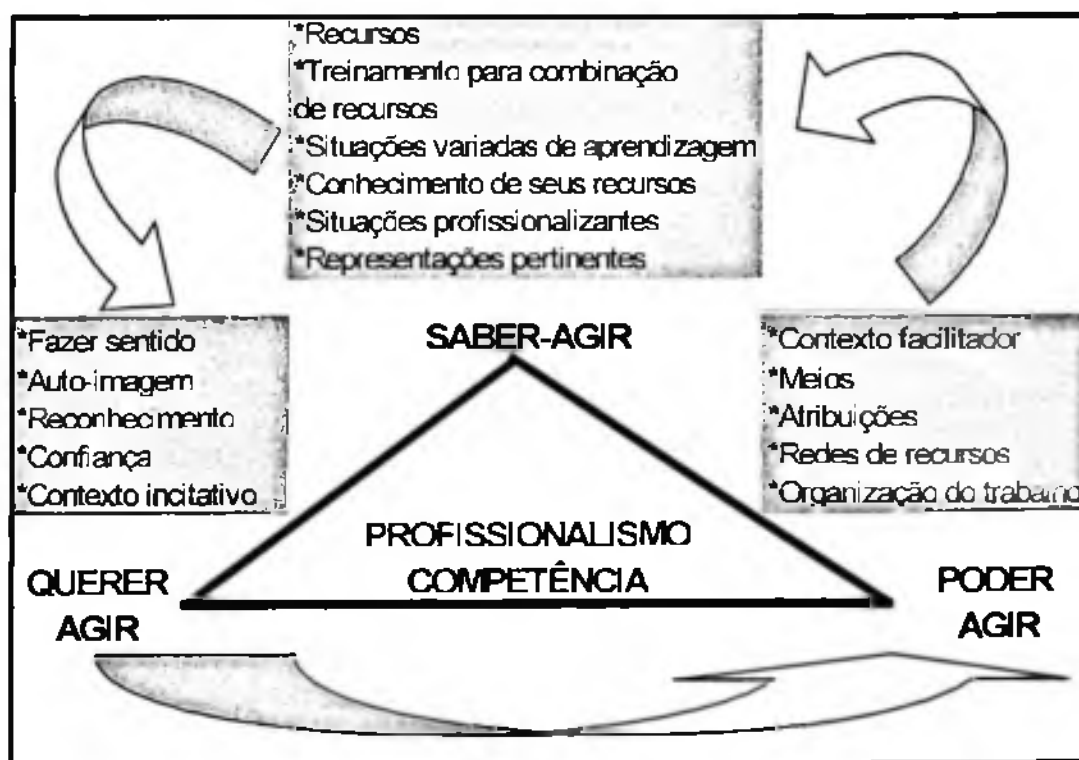 *Recursos
*Treinamento para combinação
de recursos
*Situações variadas de aprendizagem
*Conhecimento de seus recursos
*Situações profissionalizantes
*Representações pertinentes
*Fazer sentido
*Auto-imagem
*Reconhecimento
*Confiança
*Contexto incitativo
SABER-AGIR
*Contexto facilitador
*Meios
*Atribuições
*Redes de recursos
*Organização do trabalho
PROFISSIONALISMO
COMPETÊNCIA
QUERER
AGIR
PODER
AGIR